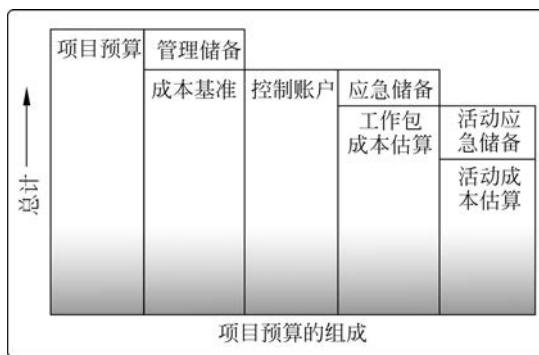 项目预算
管理储备
成本基准
控制账户
应急储备
工作包
成本估算
活动应
急储备
活动成
本估算
总计
项目预算的组成